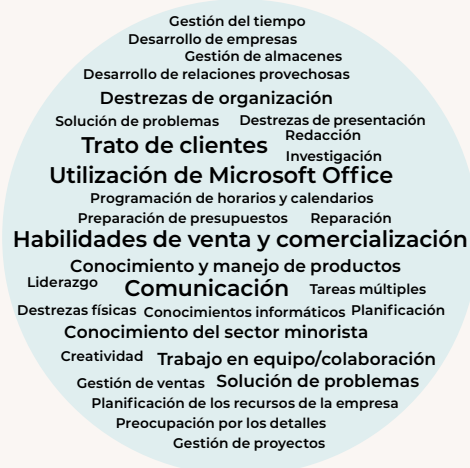 Gestión del tiempo
Desarrollo de empresas
Gestión de almacenes
Desarrollo de relaciones provechosas
Destrezas de organización
Solución de problemas Destrezas de presentación
Trato de clientes Redacción
Investigación
Utilización de Microsoft Office
Programación de horarios y calendarios
Preparación de presupuestos Reparación
Habilidades de venta y comercialización
Conocimiento y manejo de productos
Liderazgo Comunicación Tareas múltiples
Destrezas físicas Conocimientos informáticos Planificación
Conocimiento del sector minorista
Creatividad Trabajo en equipo/colaboración
Gestión de ventas Solución de problemas
Planificación de los recursos de la empresa
Preocupación por los detalles
Gestión de proyectos